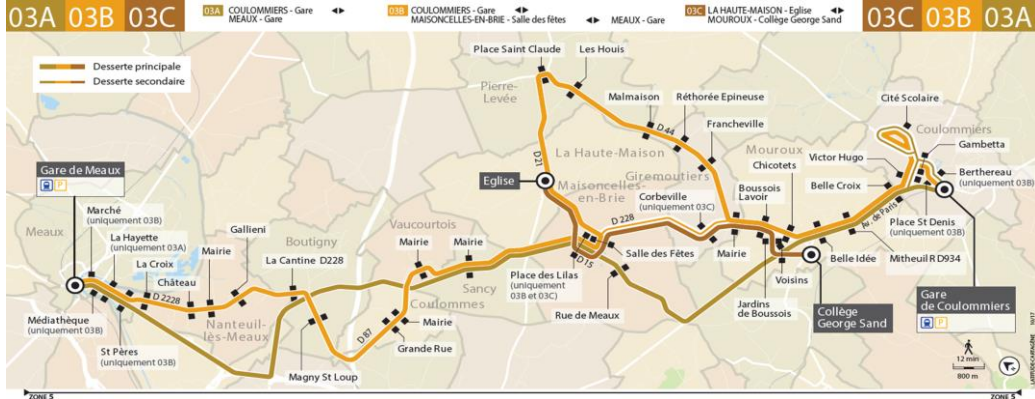 03A 03B 03C
03A COULOMMIERS - Gare ◄►
MEAUX - Gare
03B COULOMMIERS - Gare ◄►
MAISONCELLES-EN-BRIE - Salle des fêtes ◄► MEAUX - Gare
03C LA HAUTE-MAISON - Eglise ◄►
MOUROUX - Collège George Sand
03C 03B 03A
Desserte principale
Desserte secondaire
Place Saint Claude
Les Houis
Pierre-
Levée
Malmaison
Réthorée Epineuse
Francheville
D 44
D21
La Haute-Maison
Giremoutiers
Mouroux
Cité Scolaire
Coulommiers
Gambetta
Victor Hugo
Berthereau
(uniquement 03B)
Belle Croix
Chicotets
Boussois
Lavoir
Eglise
Maisoncelles-
en-Brie
Corbeville
(uniquement 03C)
D 228
Av. de Paris
Place St Denis
(uniquement 03B)
Gare de Meaux
P
Meaux
Marché
(uniquement 03B)
La Hayette
(uniquement 03A)
La Croix
Château
Mairie
Gallieni
Boutigny
La Cantine D228
Vaucourtois
Mairie
Mairie
Sancy
D 15
Salle des Fêtes
Mairie
Belle Idée
Mitheuil R D934
Voisins
Place des Lilas
(uniquement
03B et 03C)
Rue de Meaux
Jardins
de Boussois
Collège
George Sand
Gare
de Coulommiers
P
D 2228
Médiathèque
(uniquement 03B)
St Pères
(uniquement 03B)
Nanteuil-
lès-Meaux
Coulommes
Mairie
Grande Rue
D 87
Magny St Loup
12 min
800 m
ZONE 5
ZONE 5